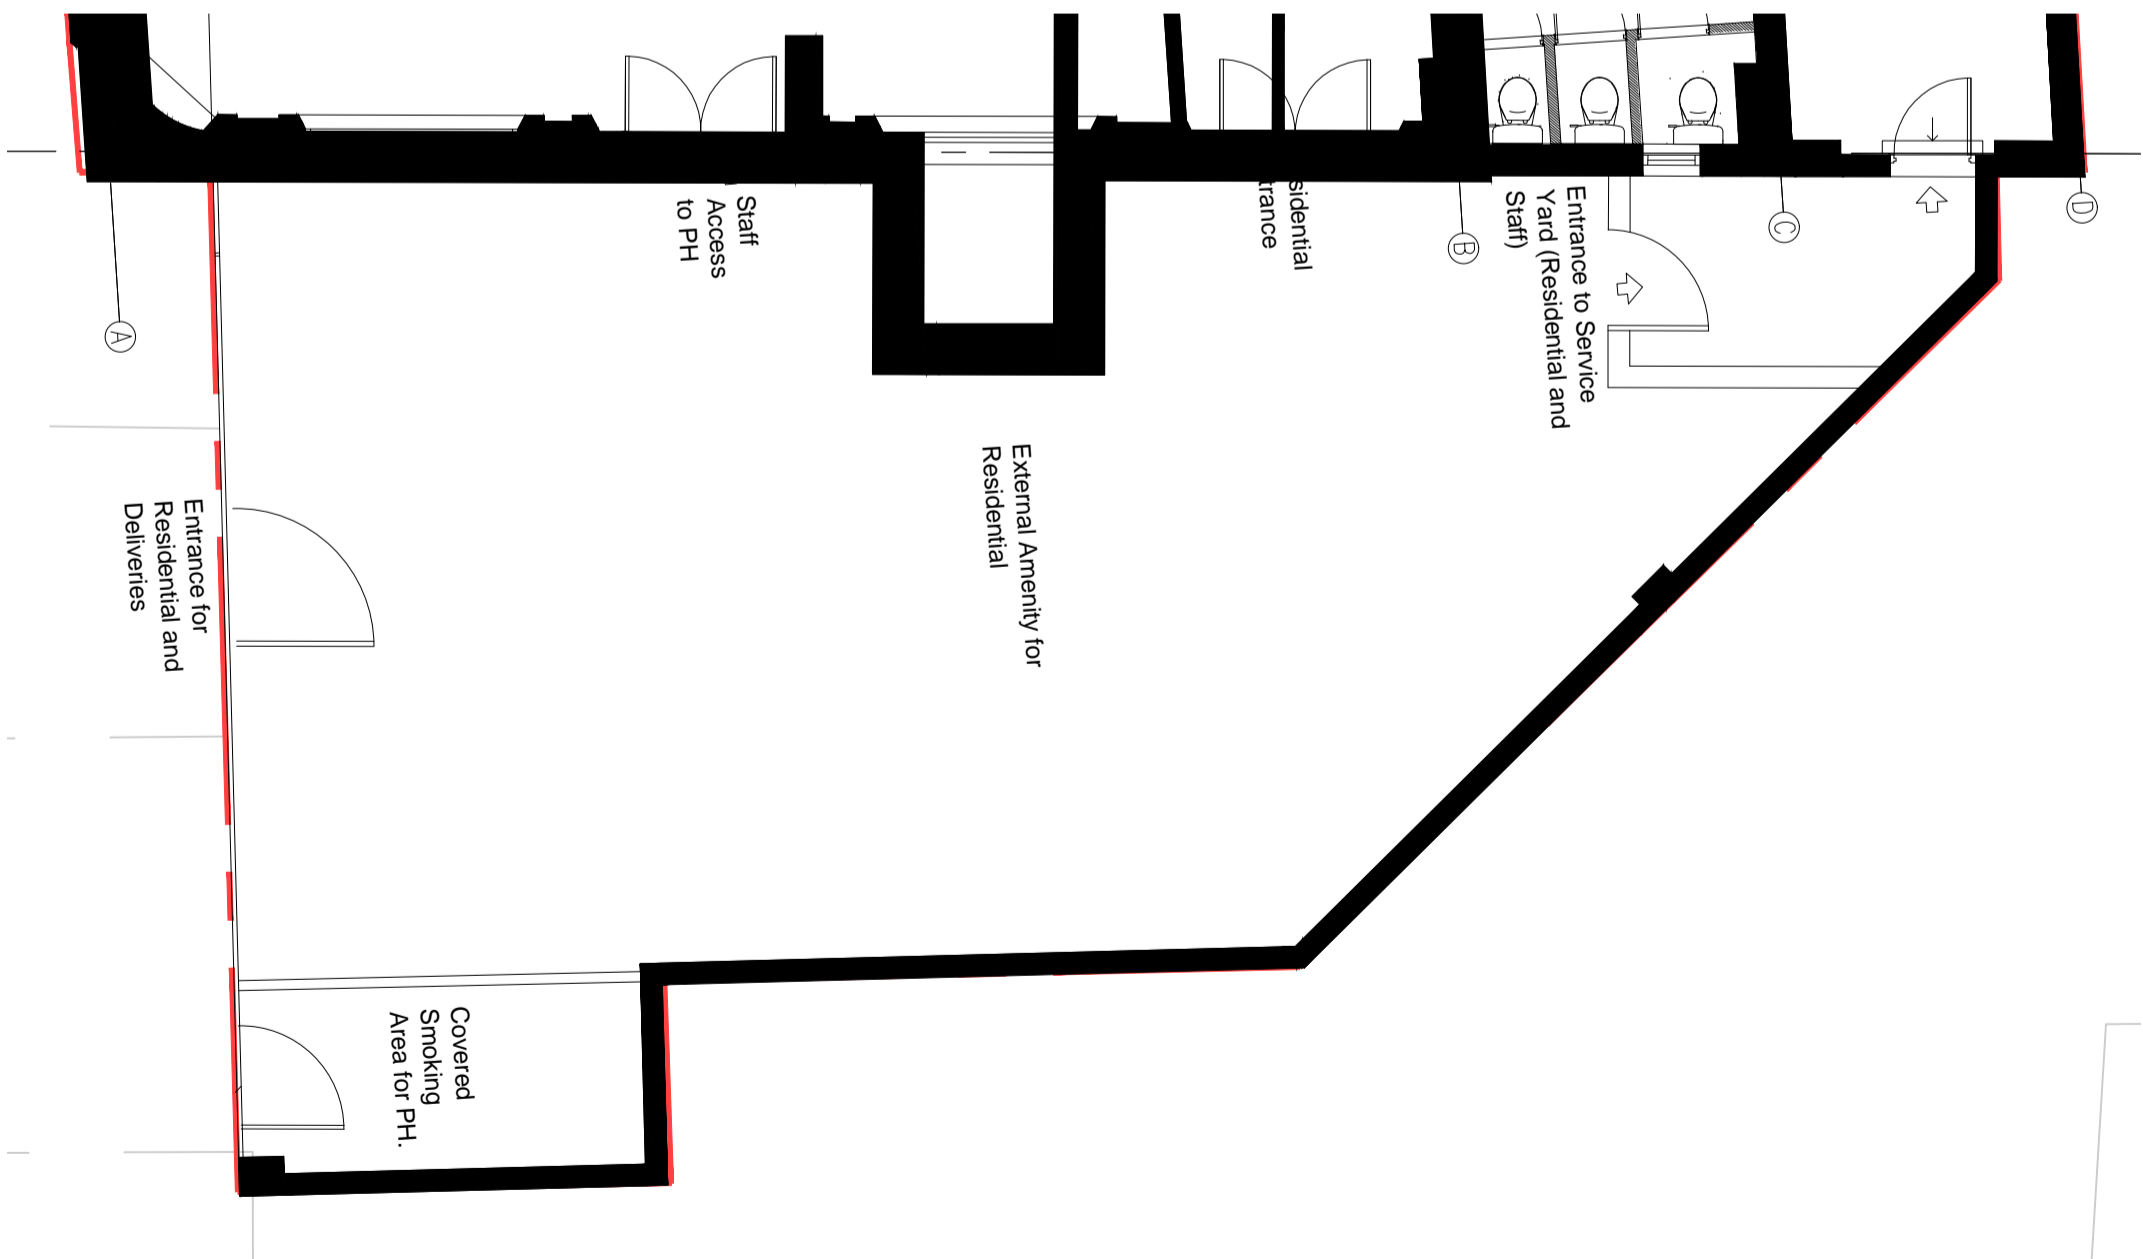 Staff
Access
to PH
sidential
trance
B
Entrance to Service
Yard (Residential and
Staff)
C
D
A
External Amenity for
Residential
Entrance for
Residential and
Deliveries
Covered
Smoking
Area for PH.